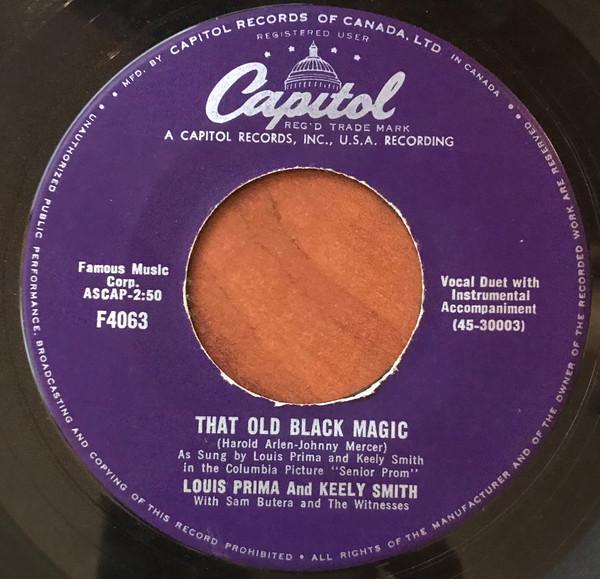 MFD. BY CAPITOL RECORDS OF CANADA, LTD IN CANADA
REGISTERED USER
Capitol
REG'D TRADE MARK
A CAPITOL RECORDS, INC., U.S.A. RECORDING
Famous Music
Corp.
ASCAP-2:50
F4063
Vocal Duet with
Instrumental
Accompaniment
(45-30003)
THAT OLD BLACK MAGIC
(Harold Arlen-Johnny Mercer)
As Sung by Louis Prima and Keely Smith
in the Columbia Picture "Senior Prom"
LOUIS PRIMA And KEELY SMITH
With Sam Butera and The Witnesses
UNAUTHORIZED PUBLIC PERFORMANCE, BROADCASTING AND COPYING OF THIS RECORD PROHIBITED • ALL RIGHTS OF THE MANUFACTURER AND OF THE OWNER OF THE RECORDED WORK ARE RESERVED